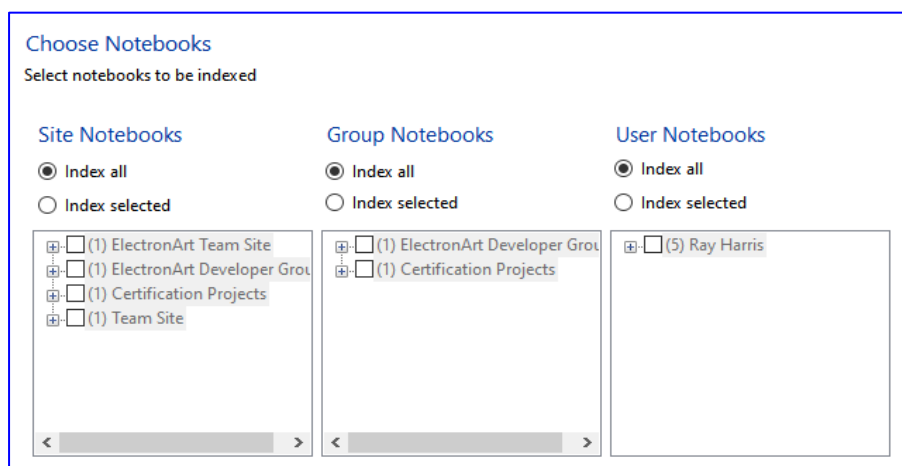 Choose Notebooks
Select notebooks to be indexed
Site Notebooks
Index all
Index selected
(1) ElectronArt Team Site
(1) ElectronArt Developer Grou
(1) Certification Projects
(1) Team Site
Group Notebooks
Index all
Index selected
(1) ElectronArt Developer Grou
(1) Certification Projects
User Notebooks
Index all
Index selected
(5) Ray Harris